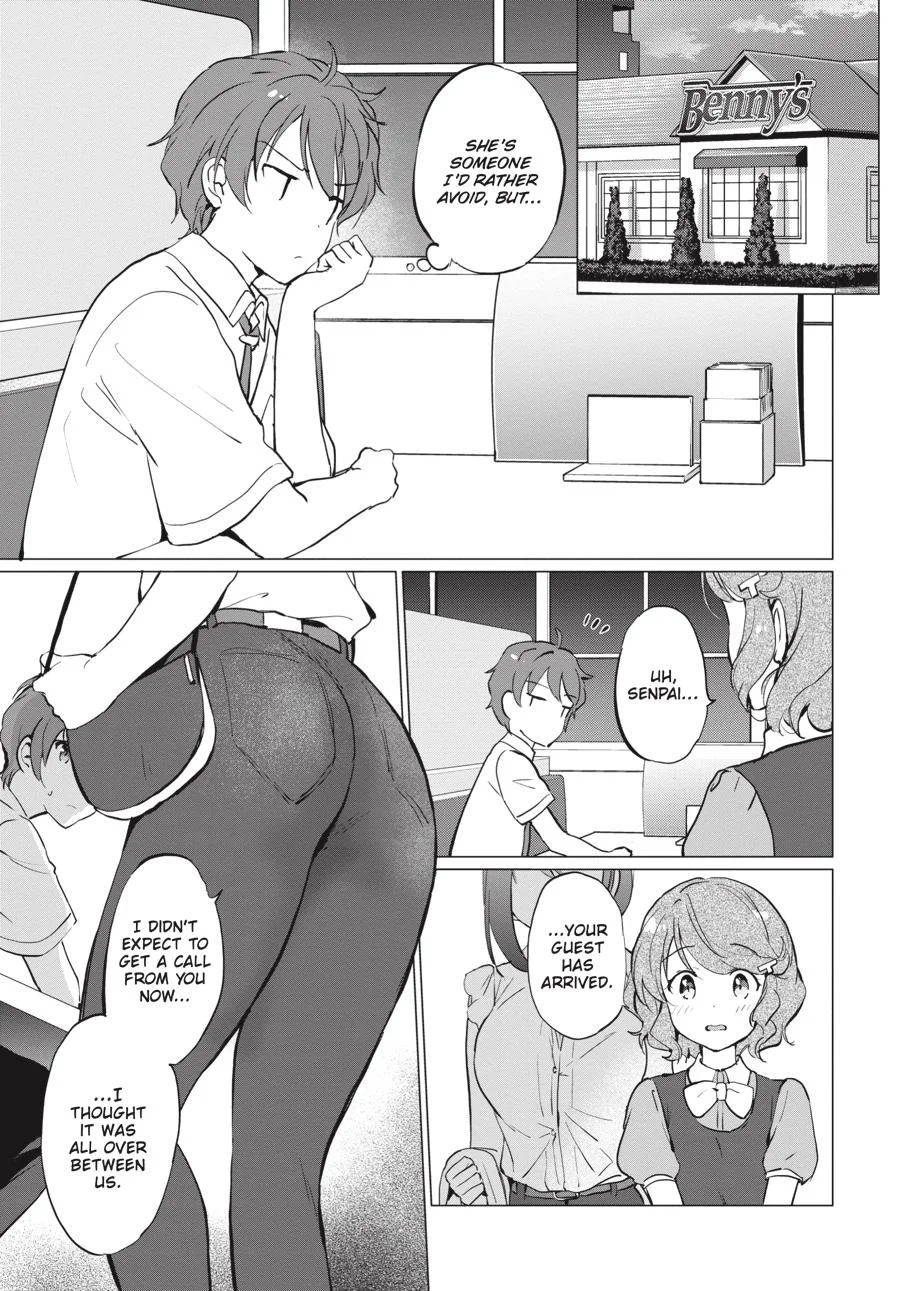 Benny's
SHE'S
SOMEONE
I'D RATHER
AVOID, BUT...
UH,
SENPAI...
...YOUR
GUEST
HAS
ARRIVED.
I DIDN'T
EXPECT TO
GET A CALL
FROM YOU
NOW...
...I
THOUGHT
IT WAS
ALL OVER
BETWEEN
US.